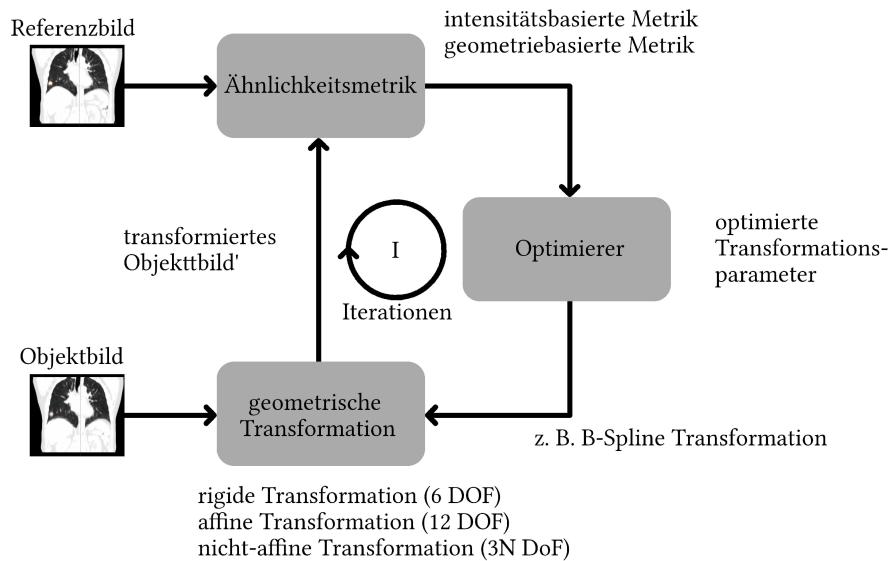 Referenzbild
intensitätsbasierte Metrik
geometriebasierte Metrik
Ähnlichkeitsmetrik
transformiertes
Objekttbild'
I
Iterationen
Optimierer
optimierte
Transformations-
parameter
Objektbild
geometrische
Transformation
z. B. B-Spline Transformation
rigide Transformation (6 DOF)
affine Transformation (12 DOF)
nicht-affine Transformation (3N DoF)